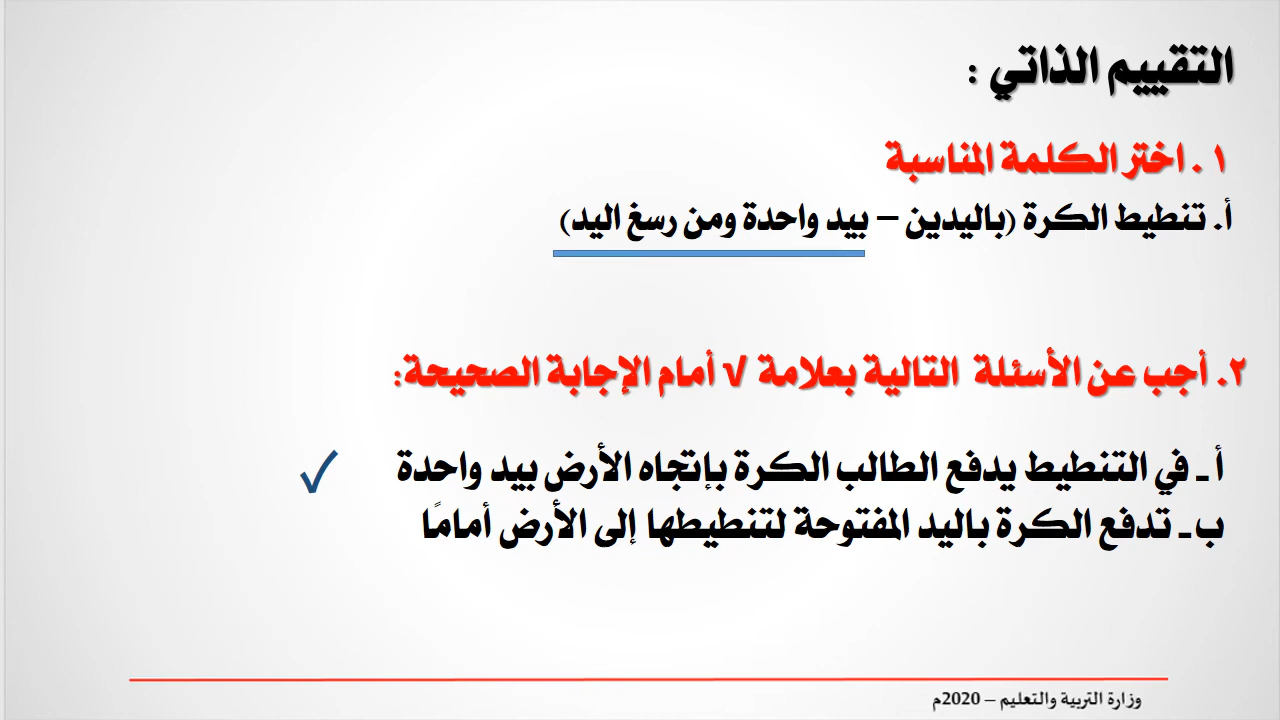 التقييم الذاتي :
١ . اختر الكلمة المناسبة
أ. تنطيط الكرة (باليدين – بيد واحدة ومن رسغ اليد)
٢. أجب عن الأسئلة التالية بعلامة √ أمام الإجابة الصحيحة:
أ ـ في التنطيط يدفع الطالب الكرة بإتجاه الأرض بيد واحدة ✓
ب ـ تدفع الكرة باليد المفتوحة لتنطيطها إلى الأرض أمامًا
وزارة التربية والتعليم – 2020م